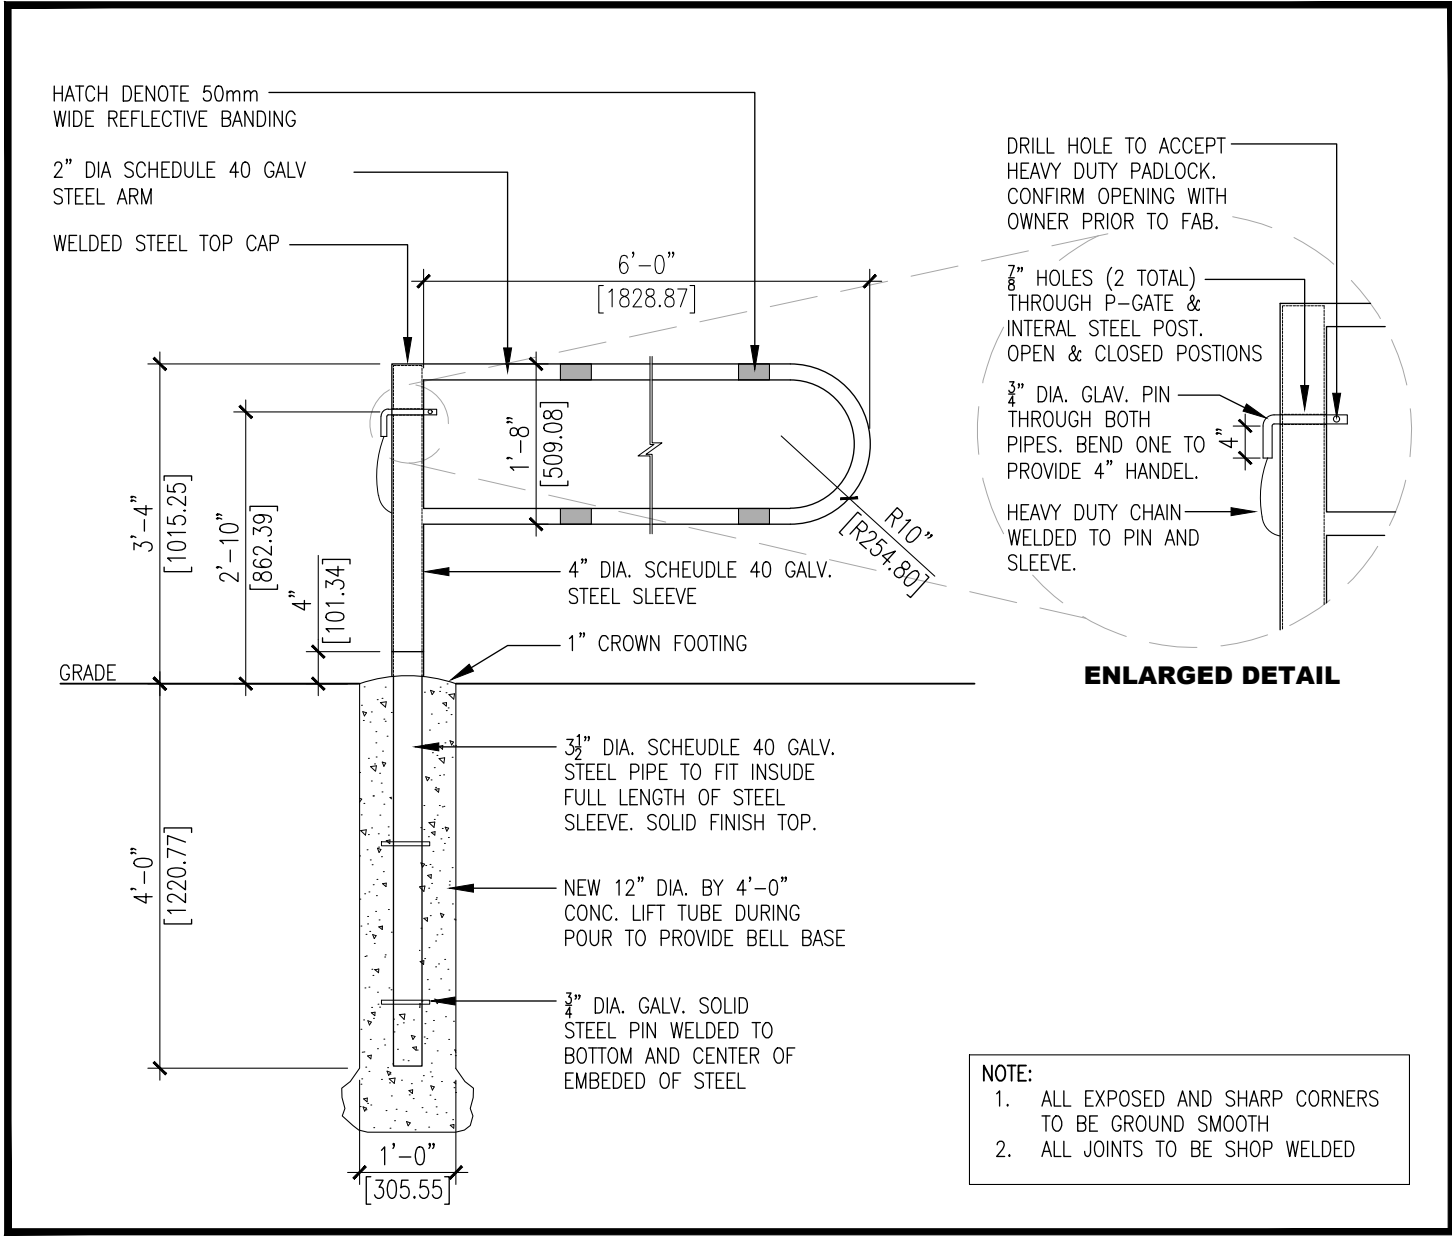 HATCH DENOTE 50mm
WIDE REFLECTIVE BANDING
2" DIA SCHEDULE 40 GALV
STEEL ARM
WELDED STEEL TOP CAP
6'-0"
[1828.87]
1'-8"
[509.08]
R10"
[R254.80]
3'-4"
[1015.25]
2'-10"
[862.39]
4"
[101.34]
4" DIA. SCHEUDLE 40 GALV.
STEEL SLEEVE
1" CROWN FOOTING
GRADE
3½" DIA. SCHEUDLE 40 GALV.
STEEL PIPE TO FIT INSUDE
FULL LENGTH OF STEEL
SLEEVE. SOLID FINISH TOP.
4'-0"
[1220.77]
NEW 12" DIA. BY 4'-0"
CONC. LIFT TUBE DURING
POUR TO PROVIDE BELL BASE
¾" DIA. GALV. SOLID
STEEL PIN WELDED TO
BOTTOM AND CENTER OF
EMBEDED OF STEEL
1'-0"
[305.55]
DRILL HOLE TO ACCEPT
HEAVY DUTY PADLOCK.
CONFIRM OPENING WITH
OWNER PRIOR TO FAB.
⅞" HOLES (2 TOTAL)
THROUGH P-GATE &
INTERAL STEEL POST.
OPEN & CLOSED POSTIONS
¾" DIA. GLAV. PIN
THROUGH BOTH
PIPES. BEND ONE TO
PROVIDE 4" HANDEL.
4"
HEAVY DUTY CHAIN
WELDED TO PIN AND
SLEEVE.
ENLARGED DETAIL
NOTE:
1. ALL EXPOSED AND SHARP CORNERS
TO BE GROUND SMOOTH
2. ALL JOINTS TO BE SHOP WELDED